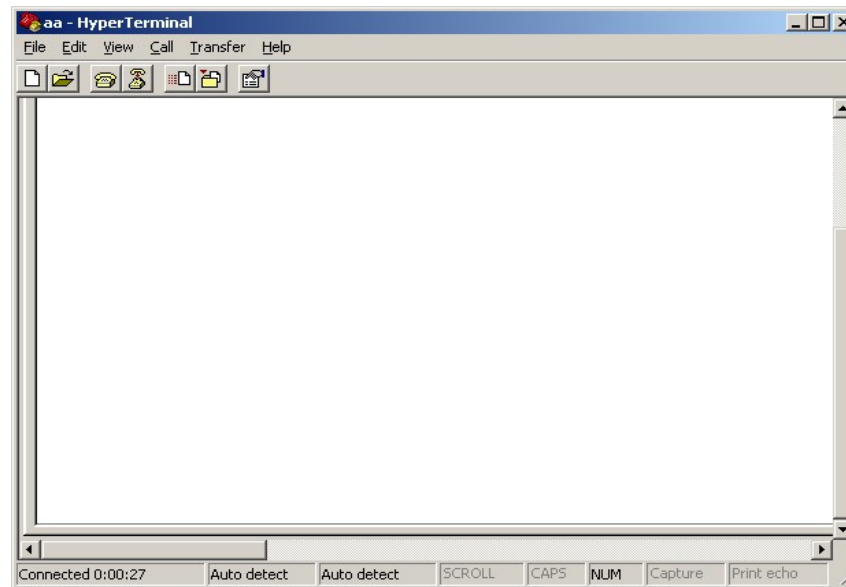 aa - HyperTerminal
File Edit View Call Transfer Help
Connected 0:00:27 Auto detect Auto detect SCROLL CAPS NUM Capture Print echo